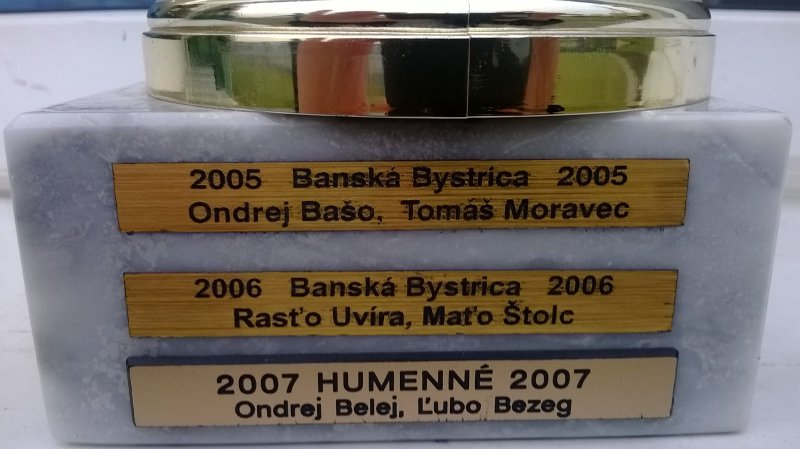 2005 Banská Bystrica 2005
Ondrej Bašo, Tomáš Moravec
2006 Banská Bystrica 2006
Rasťo Uvíra, Maťo Štolc
2007 HUMENNÉ 2007
Ondrej Belej, Ľubo Bezeg